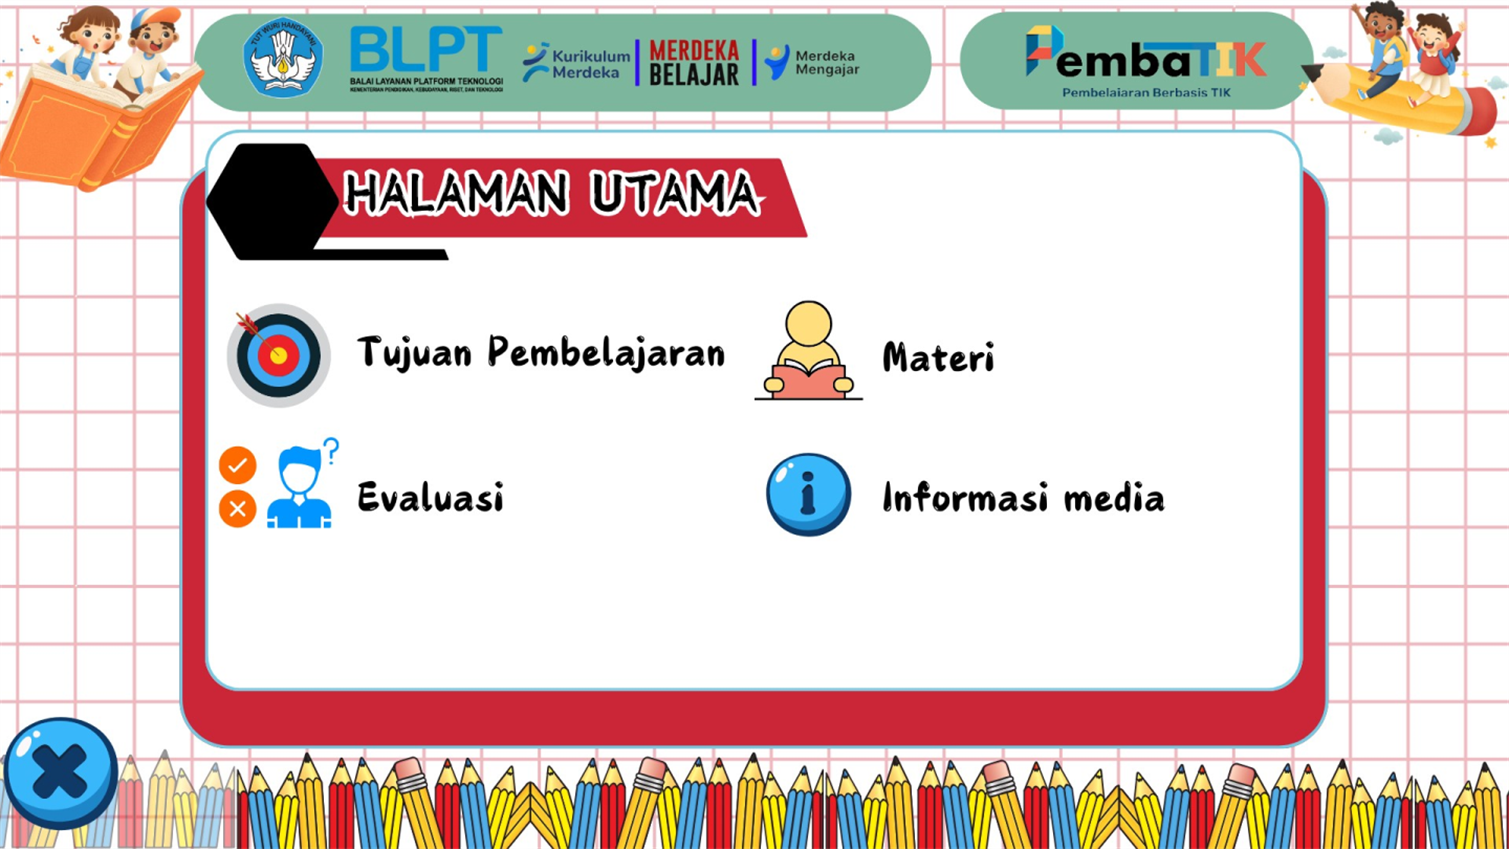 TUT WURI HANDAYANI
BLPT
BALAI LAYANAN PLATFORM TEKNOLOGI
KEMENTERIAN PENDIDIKAN, KEBUDAYAAN, RISET, DAN TEKNOLOGI
Kurikulum
Merdeka
MERDEKA
BELAJAR
Merdeka
Mengajar
PembaTIK
Pembelajaran Berbasis TIK
HALAMAN UTAMA
Tujuan Pembelajaran
Materi
Evaluasi
Informasi media